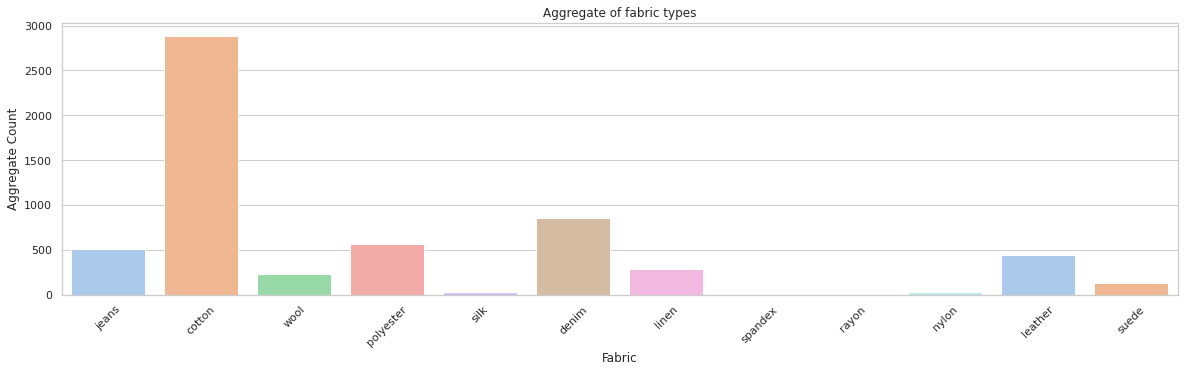 Aggregate of fabric types
Aggregate Count
3000
2500
2000
1500
1000
500
0
jeans
cotton
wool
polyester
silk
denim
linen
spandex
rayon
nylon
leather
suede
Fabric